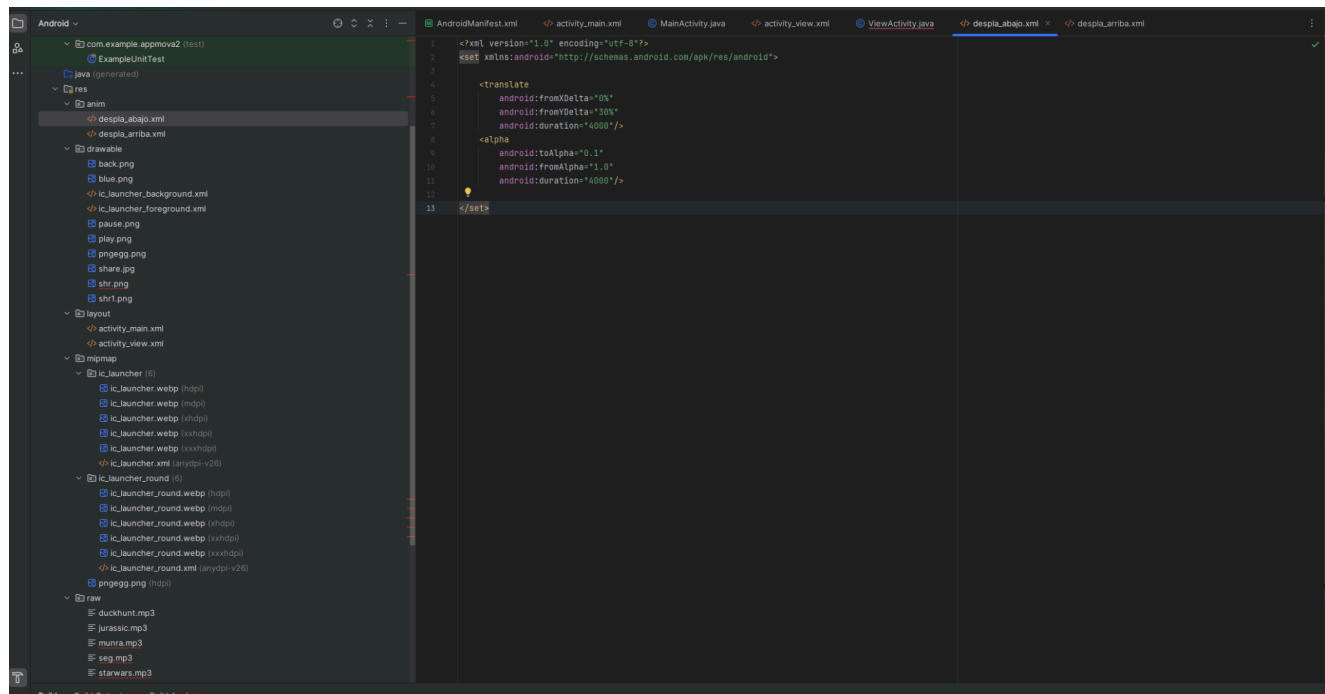 Android
com.example.appmova2 (test)
ExampleUnitTest
java (generated)
res
anim
despla_abajo.xml
despla_arriba.xml
drawable
back.png
blue.png
ic_launcher_background.xml
ic_launcher_foreground.xml
pause.png
play.png
pngegg.png
share.jpg
shr.png
shr1.png
layout
activity_main.xml
activity_view.xml
mipmap
ic_launcher (6)
ic_launcher.webp (hdpi)
ic_launcher.webp (mdpi)
ic_launcher.webp (xhdpi)
ic_launcher.webp (xxhdpi)
ic_launcher.webp (xxxhdpi)
ic_launcher.xml (anydpi-v26)
ic_launcher_round (6)
ic_launcher_round.webp (hdpi)
ic_launcher_round.webp (mdpi)
ic_launcher_round.webp (xhdpi)
ic_launcher_round.webp (xxhdpi)
ic_launcher_round.webp (xxxhdpi)
ic_launcher_round.xml (anydpi-v26)
pngegg.png (hdpi)
raw
duckhunt.mp3
jurassic.mp3
munra.mp3
seg.mp3
starwars.mp3
AndroidManifest.xml activity_main.xml MainActivity.java activity_view.xml ViewActivity.java despla_abajo.xml despla_arriba.xml
1 <?xml version="1.0" encoding="utf-8"?>
2 <set xmlns:android="http://schemas.android.com/apk/res/android">
3
4 <translate
5 android:fromXDelta="0%"
6 android:fromYDelta="30%"
7 android:duration="4000"/>
8 <alpha
9 android:toAlpha="0.1"
10 android:fromAlpha="1.0"
11 android:duration="4000"/>
12
13 </set>